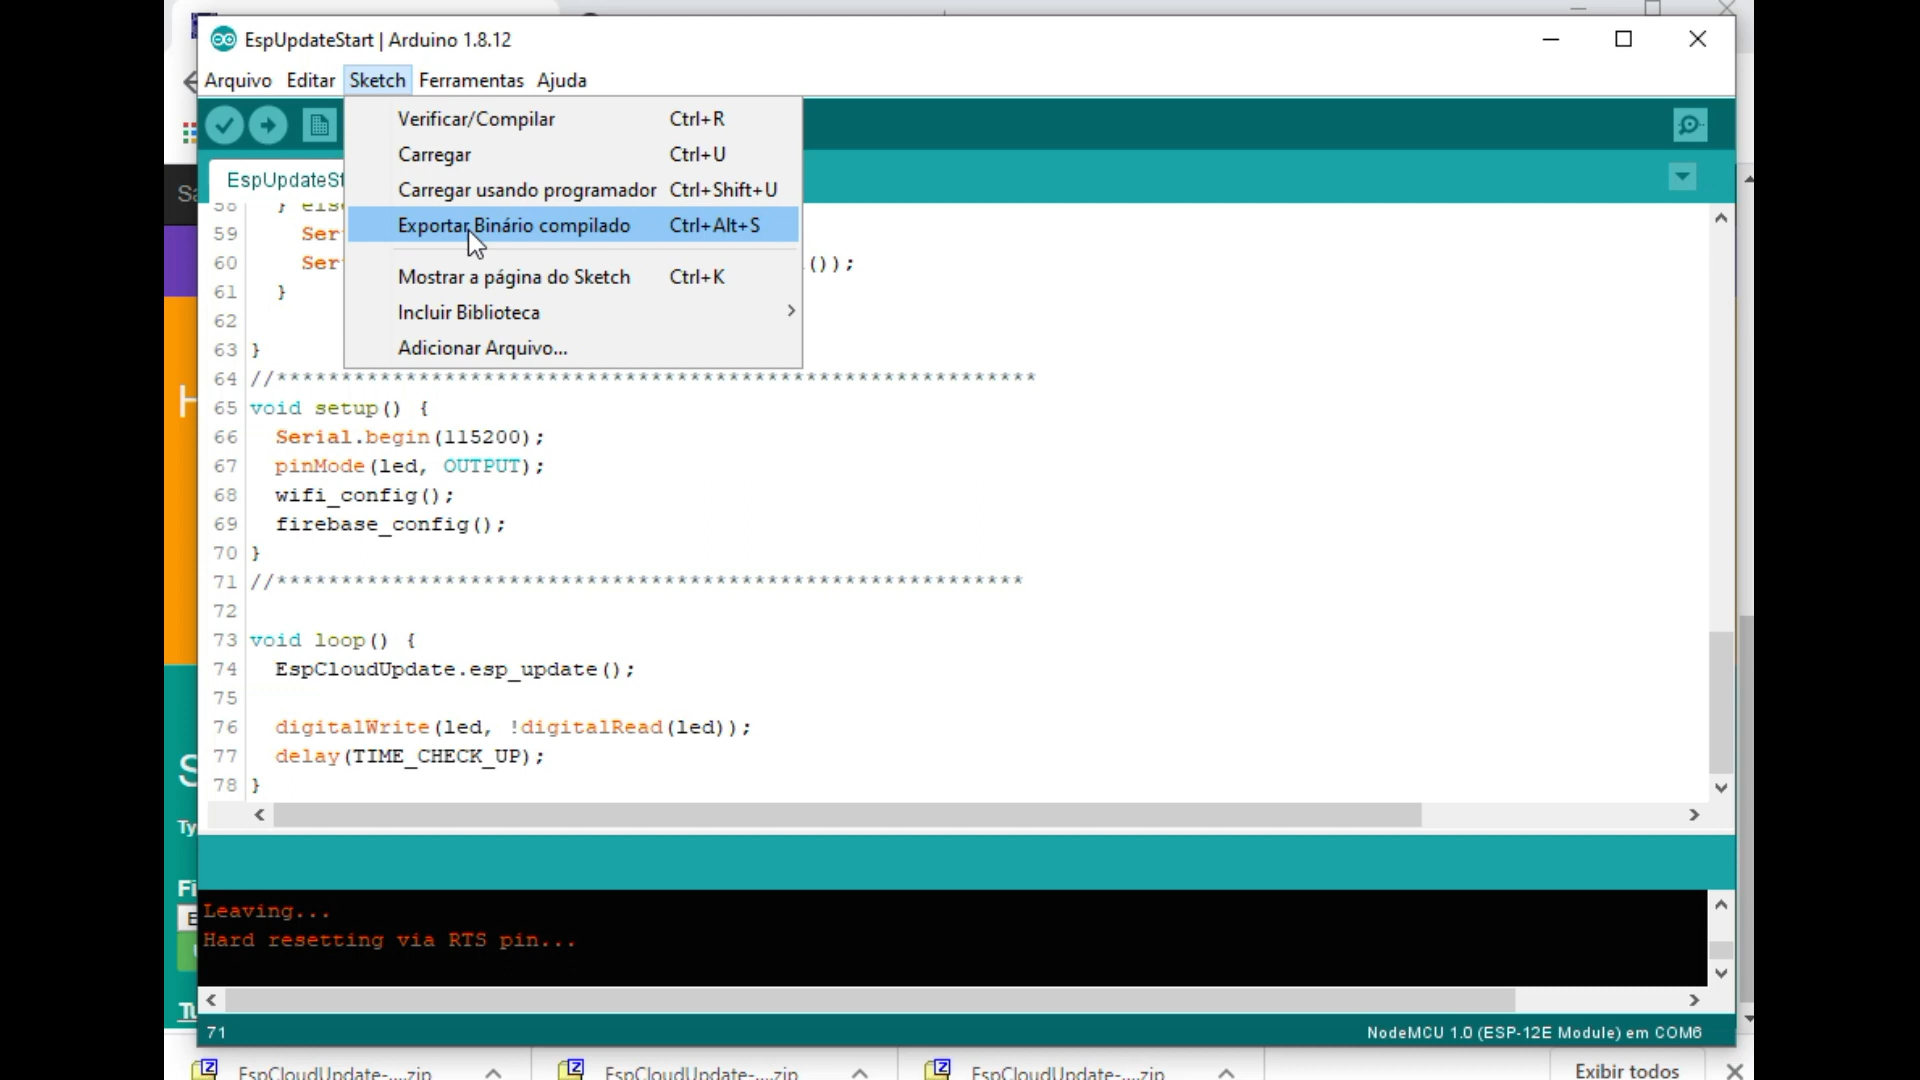 EspUpdateStart | Arduino 1.8.12
Arquivo Editar Sketch Ferramentas Ajuda
Verificar/Compilar Ctrl+R
Carregar Ctrl+U
Carregar usando programador Ctrl+Shift+U
Exportar Binário compilado Ctrl+Alt+S
Mostrar a página do Sketch Ctrl+K
Incluir Biblioteca
Adicionar Arquivo...
EspUpdateSt
58 } else
59 Ser
60 Ser ());
61 }
62
63 }
64 //***********************************************************
65 void setup() {
66 Serial.begin(115200);
67 pinMode(led, OUTPUT);
68 wifi_config();
69 firebase_config();
70 }
71 //**********************************************************
72
73 void loop() {
74 EspCloudUpdate.esp_update();
75
76 digitalWrite(led, !digitalRead(led));
77 delay(TIME_CHECK_UP);
78 }
Leaving...
Hard resetting via RTS pin...
71 NodeMCU 1.0 (ESP-12E Module) em COM6
Sa
H
S
Ty
Fi
E
EspCloudUpdate-....zip EspCloudUpdate-....zip EspCloudUpdate-....zip Exibir todos